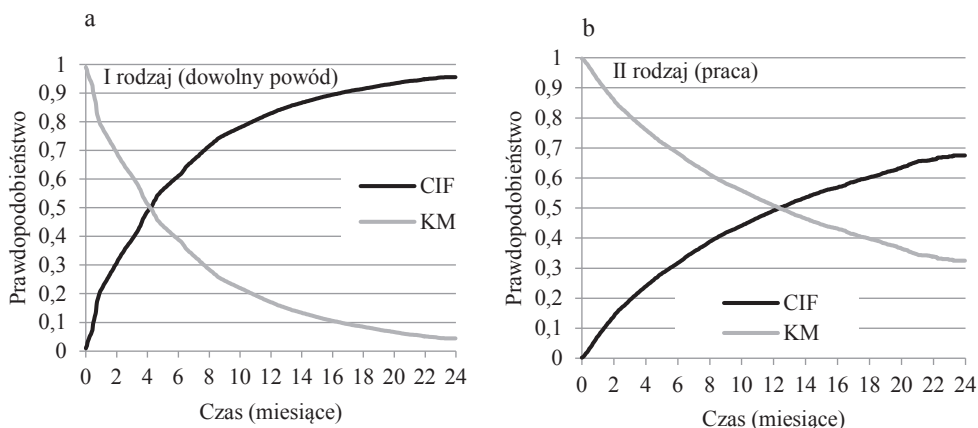 a
I rodzaj (dowolny powód)
Prawdopodobieństwo
1
0,9
0,8
0,7
0,6
0,5
0,4
0,3
0,2
0,1
0
CIF
KM
0 2 4 6 8 10 12 14 16 18 20 22 24
Czas (miesiące)
b
II rodzaj (praca)
Prawdopodobieństwo
1
0,9
0,8
0,7
0,6
0,5
0,4
0,3
0,2
0,1
0
CIF
KM
0 2 4 6 8 10 12 14 16 18 20 22 24
Czas (miesiące)